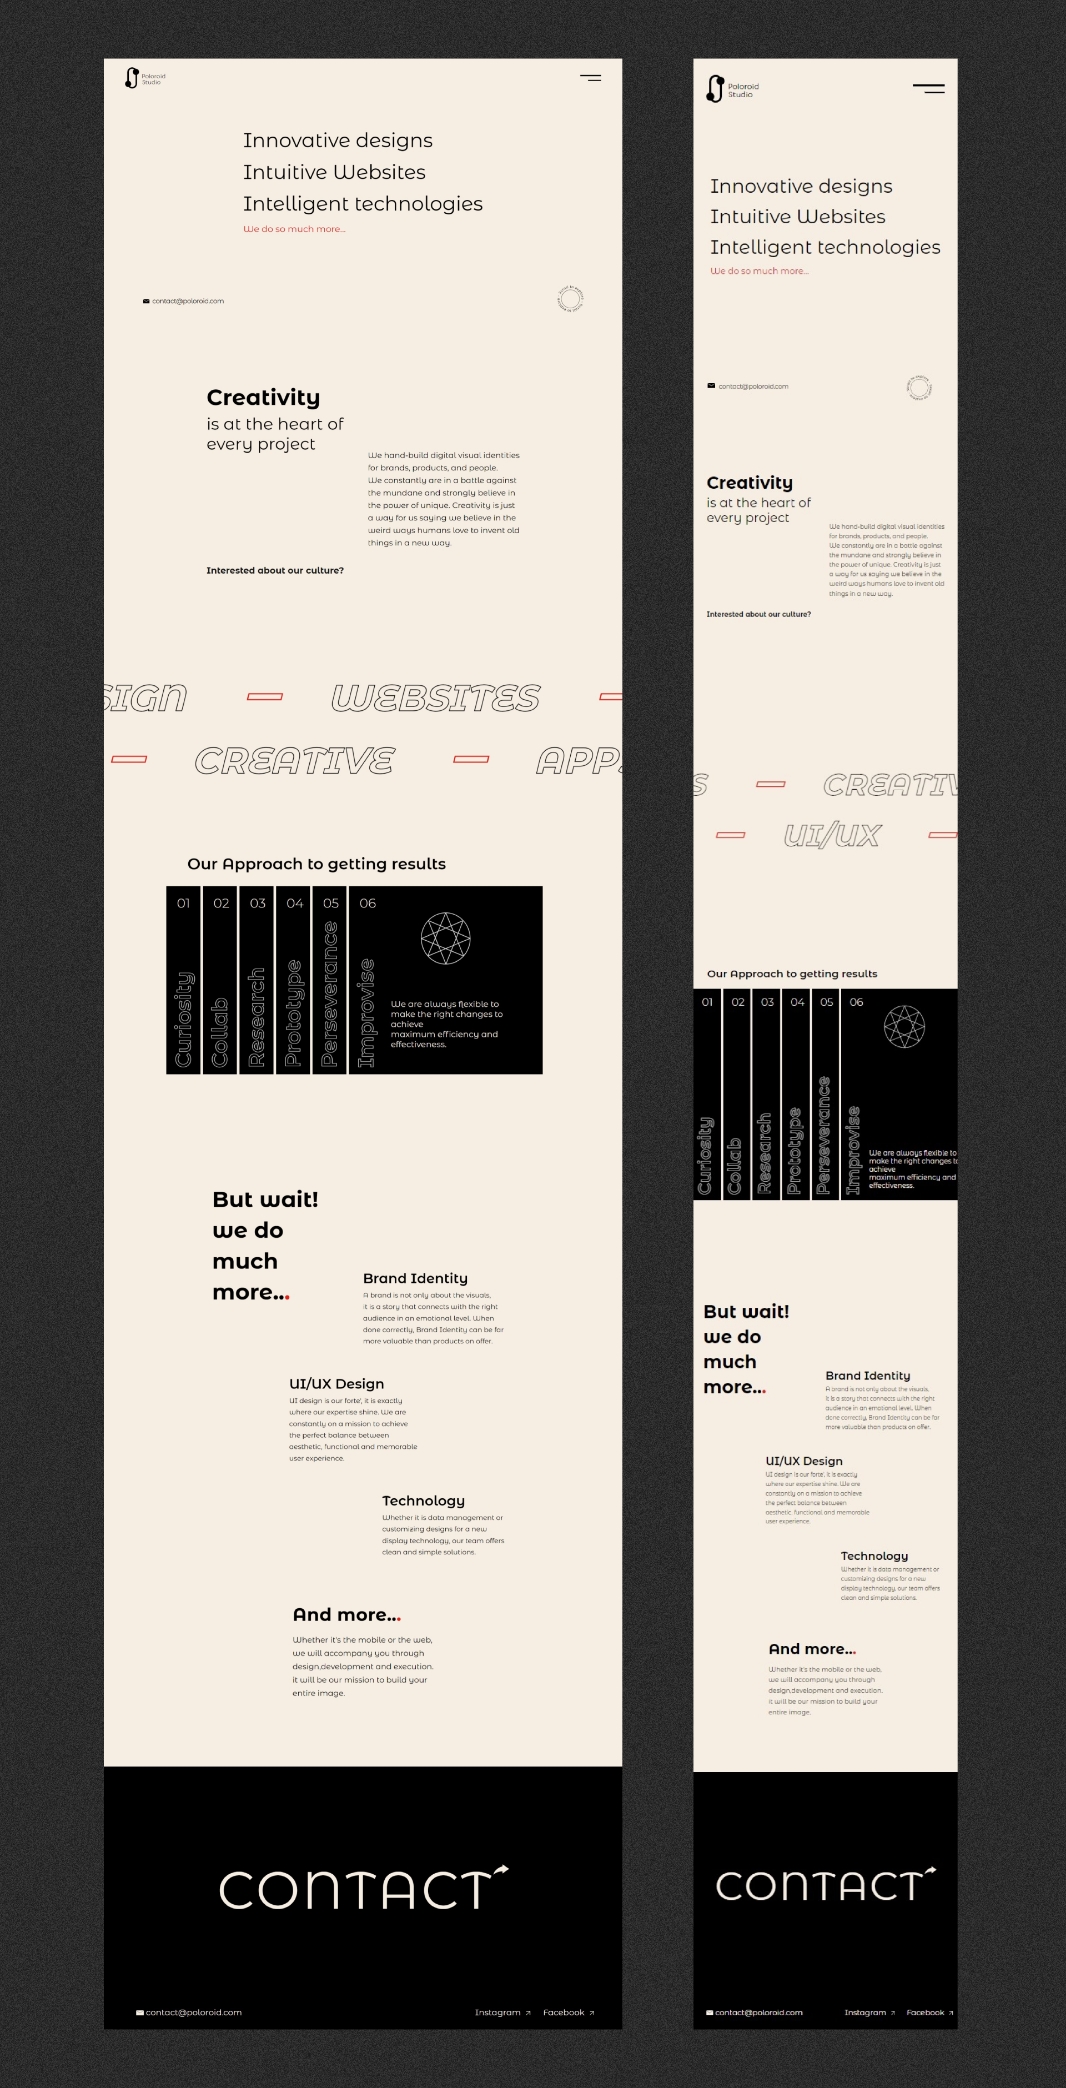 Poloroid
Studio
Innovative designs
Intuitive Websites
Intelligent technologies
We do so much more...
contact@poloroid.com
Creativity
is at the heart of
every project
We hand-build digital visual identities
for brands, products, and people.
We constantly are in a battle against
the mundane and strongly believe in
the power of unique. Creativity is just
a way for us saying we believe in the
weird ways humans love to invent old
things in a new way.
Interested about our culture?
SIGN
WEBSITES
CREATIVE
APPS
Our Approach to getting results
01 02 03 04 05 06
Curiosity
Collab
Research
Prototype
Perseverance
Improvise
We are always flexible to
make the right changes to
achieve
maximum efficiency and
effectiveness.
But wait!
we do
much
more...
Brand Identity
A brand is not only about the visuals,
it is a story that connects with the right
audience in an emotional level. When
done correctly, Brand Identity can be far
more valuable than products on offer.
UI/UX Design
UI design is our forte', it is exactly
where our expertise shine. We are
constantly on a mission to achieve
the perfect balance between
aesthetic, functional and memorable
user experience.
Technology
Whether it is data management or
customizing designs for a new
display technology, our team offers
clean and simple solutions.
And more...
Whether it's the mobile or the web,
we will accompany you through
design,development and execution.
it will be our mission to build your
entire image.
CONTACT
contact@poloroid.com
Instagram
Facebook
Poloroid
Studio
Innovative designs
Intuitive Websites
Intelligent technologies
We do so much more...
contact@poloroid.com
Creativity
is at the heart of
every project
We hand-build digital visual identities
for brands, products, and people.
We constantly are in a battle against
the mundane and strongly believe in
the power of unique. Creativity is just
a way for us saying we believe in the
weird ways humans love to invent old
things in a new way.
Interested about our culture?
S
CREATIV
UI/UX
Our Approach to getting results
01 02 03 04 05 06
Curiosity
Collab
Research
Prototype
Perseverance
Improvise
We are always flexible to
make the right changes to
achieve
maximum efficiency and
effectiveness.
But wait!
we do
much
more...
Brand Identity
A brand is not only about the visuals,
it is a story that connects with the right
audience in an emotional level. When
done correctly, Brand Identity can be far
more valuable than products on offer.
UI/UX Design
UI design is our forte', it is exactly
where our expertise shine. We are
constantly on a mission to achieve
the perfect balance between
aesthetic, functional and memorable
user experience.
Technology
Whether it is data management or
customizing designs for a new
display technology, our team offers
clean and simple solutions.
And more...
Whether it's the mobile or the web,
we will accompany you through
design,development and execution.
it will be our mission to build your
entire image.
CONTACT
contact@poloroid.com
Instagram
Facebook